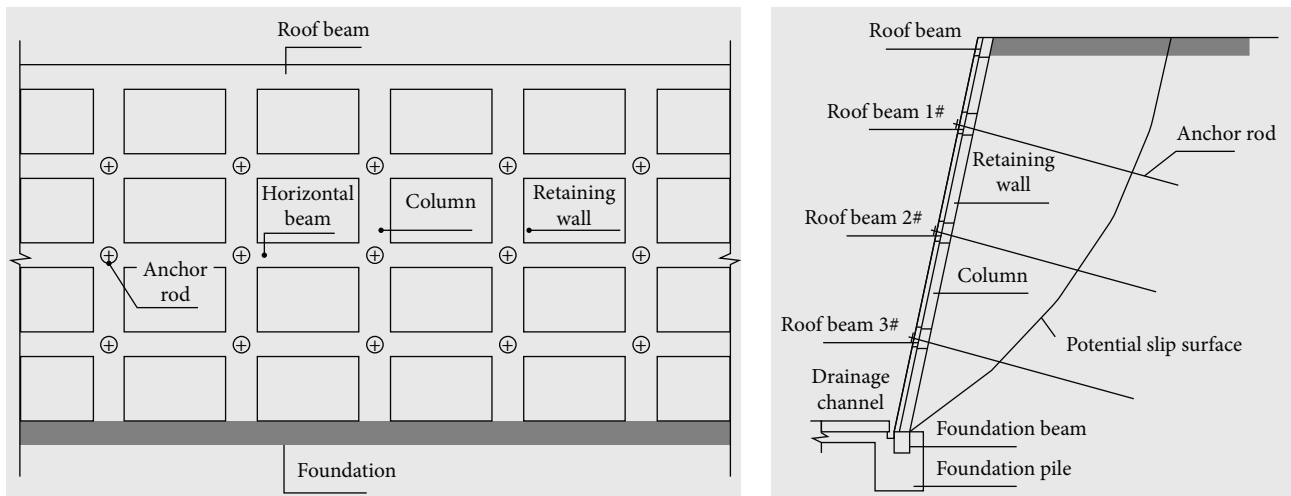 Roof beam
Horizontal
beam
Column
Retaining
wall
Anchor
rod
Foundation
Roof beam
Roof beam 1#
Anchor rod
Retaining
wall
Roof beam 2#
Column
Roof beam 3#
Potential slip surface
Drainage
channel
Foundation beam
Foundation pile